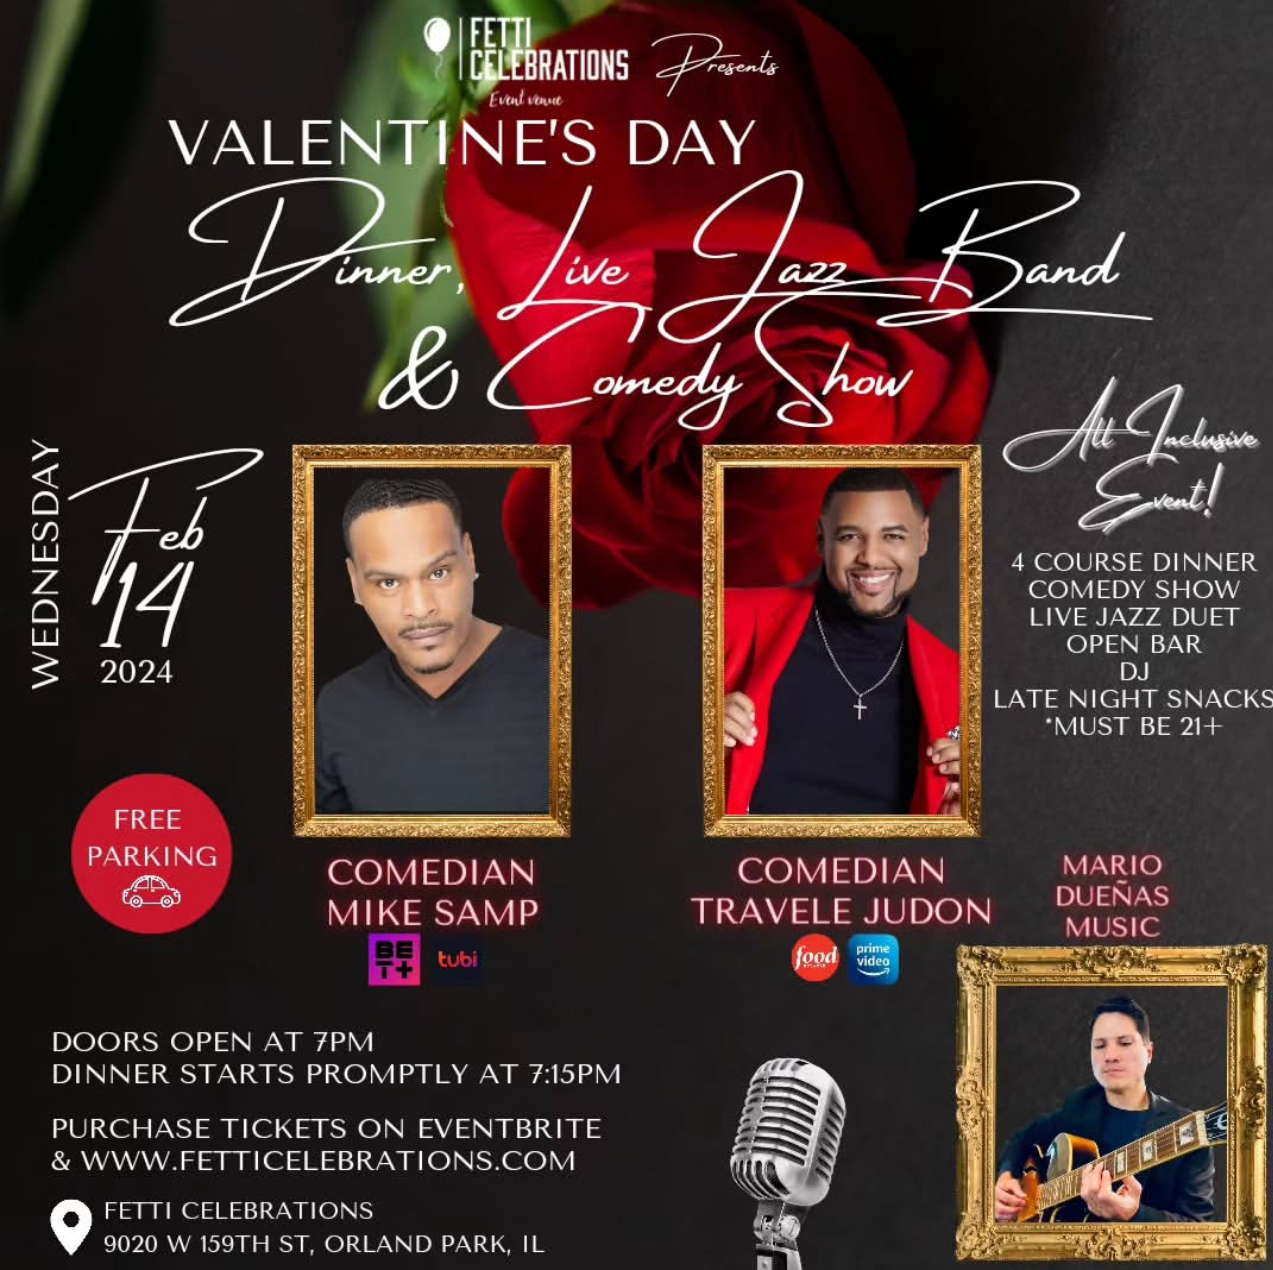 FETTI
CELEBRATIONS
Event venue
Presents
VALENTINE'S DAY
Dinner, Live Jazz Band
& Comedy Show
WEDNESDAY
Feb
14
2024
All Inclusive
Event!
4 COURSE DINNER
COMEDY SHOW
LIVE JAZZ DUET
OPEN BAR
DJ
LATE NIGHT SNACKS
*MUST BE 21+
FREE
PARKING
COMEDIAN
MIKE SAMP
BE
T+
tubi
COMEDIAN
TRAVELE JUDON
food
prime
video
MARIO
DUEÑAS
MUSIC
DOORS OPEN AT 7PM
DINNER STARTS PROMPTLY AT 7:15PM
PURCHASE TICKETS ON EVENTBRITE
& WWW.FETTICELEBRATIONS.COM
FETTI CELEBRATIONS
9020 W 159TH ST, ORLAND PARK, IL